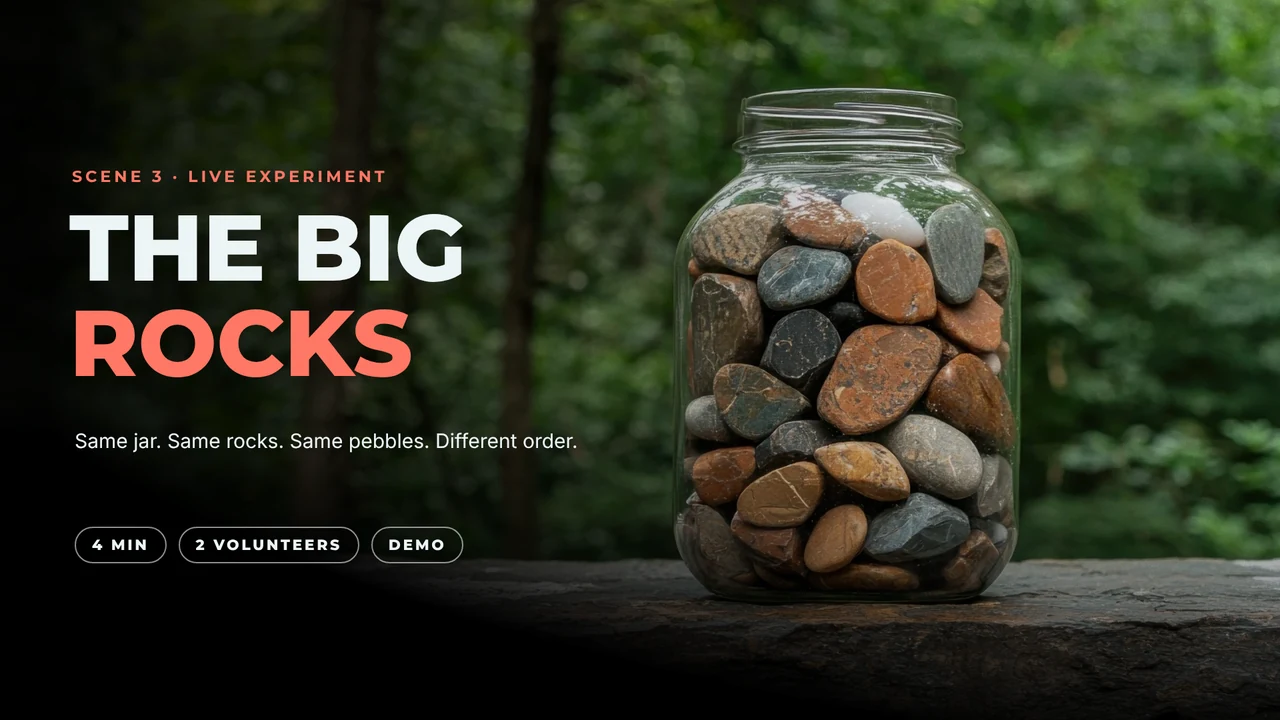 SCENE 3 · LIVE EXPERIMENT
THE BIG
ROCKS
Same jar. Same rocks. Same pebbles. Different order.
4 MIN
2 VOLUNTEERS
DEMO